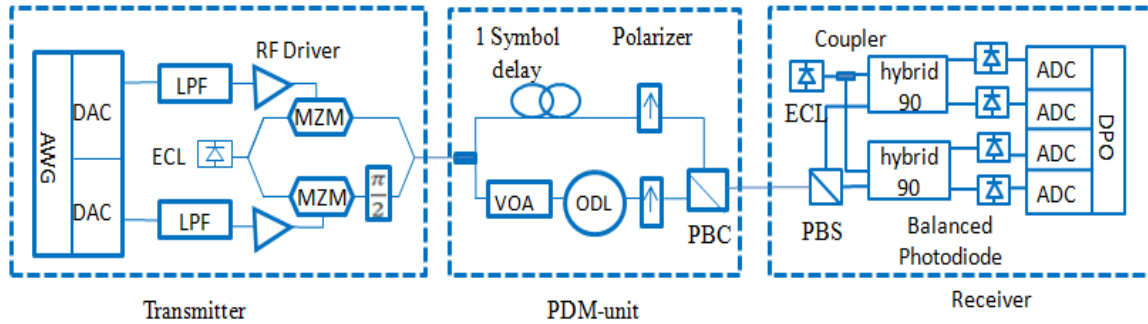 RF Driver
LPF
DAC
MZM
AWG
ECL
MZM
π/2
DAC
LPF
Transmitter
1 Symbol
delay
Polarizer
VOA
ODL
PBC
PDM-unit
Coupler
hybrid
90
ECL
hybrid
90
PBS
Balanced
Photodiode
ADC
ADC
ADC
ADC
DPO
Receiver